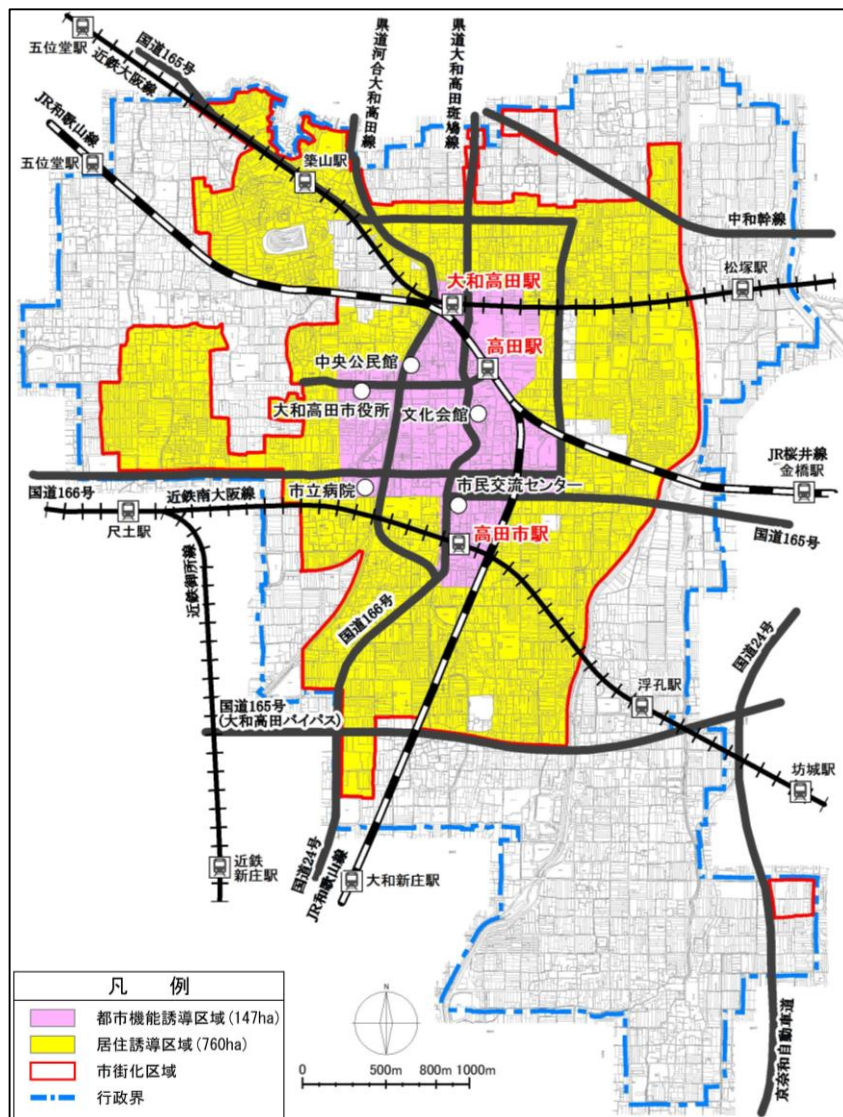 五位堂駅
国道165号
近鉄大阪線
県道河合大和高田線
県道大和高田斑鳩線
JR和歌山線
五位堂駅
築山駅
中和幹線
松塚駅
大和高田駅
高田駅
中央公民館
大和高田市役所
文化会館
JR桜井線
金橋駅
国道166号
近鉄南大阪線
市立病院
市民交流センター
国道165号
尺土駅
高田市駅
近鉄御所線
国道166号
国道24号
浮孔駅
国道165号
(大和高田バイパス)
坊城駅
近鉄
新庄駅
国道24号
JR和歌山線
大和新庄駅
京奈和自動車道
凡 例
都市機能誘導区域(147ha)
居住誘導区域(760ha)
市街化区域
行政界
N
0 500m 800m 1000m